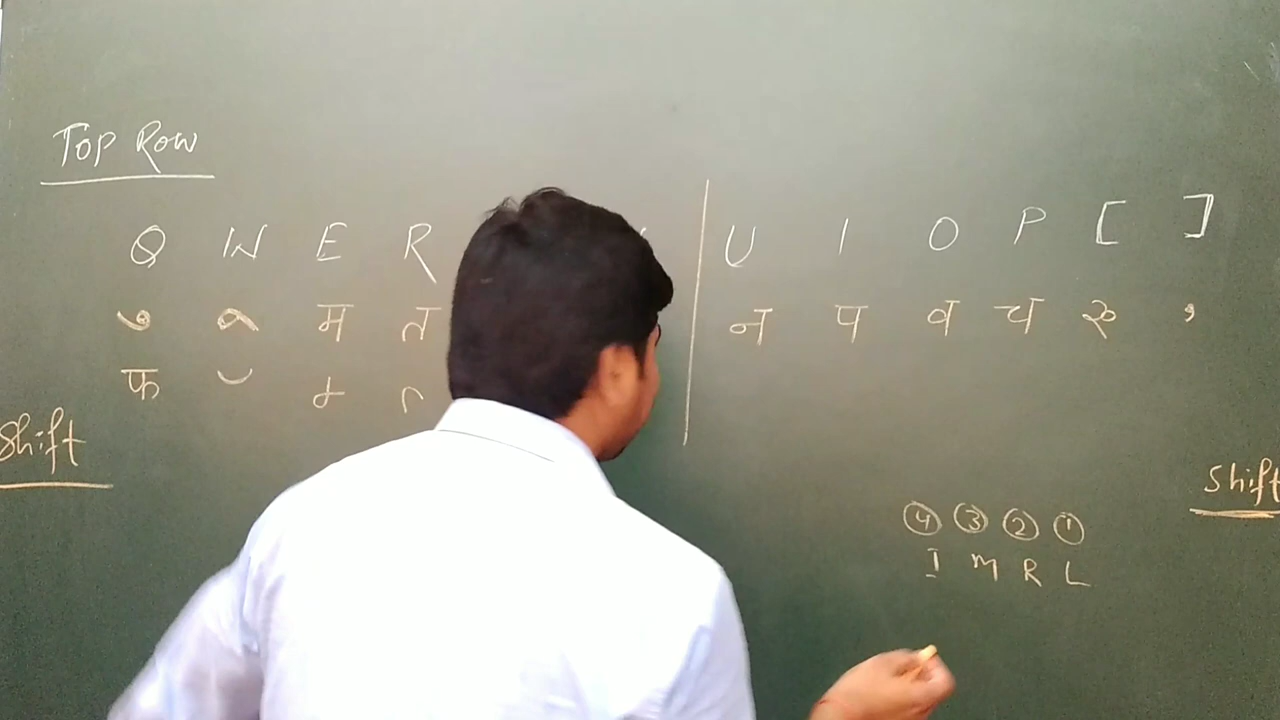 Top Row
Q W E R U I O P [ ]
ु ू म त न प व च ख् ,
फ ॅ ्र
Shift Shift
4 3 2 1
I M R L